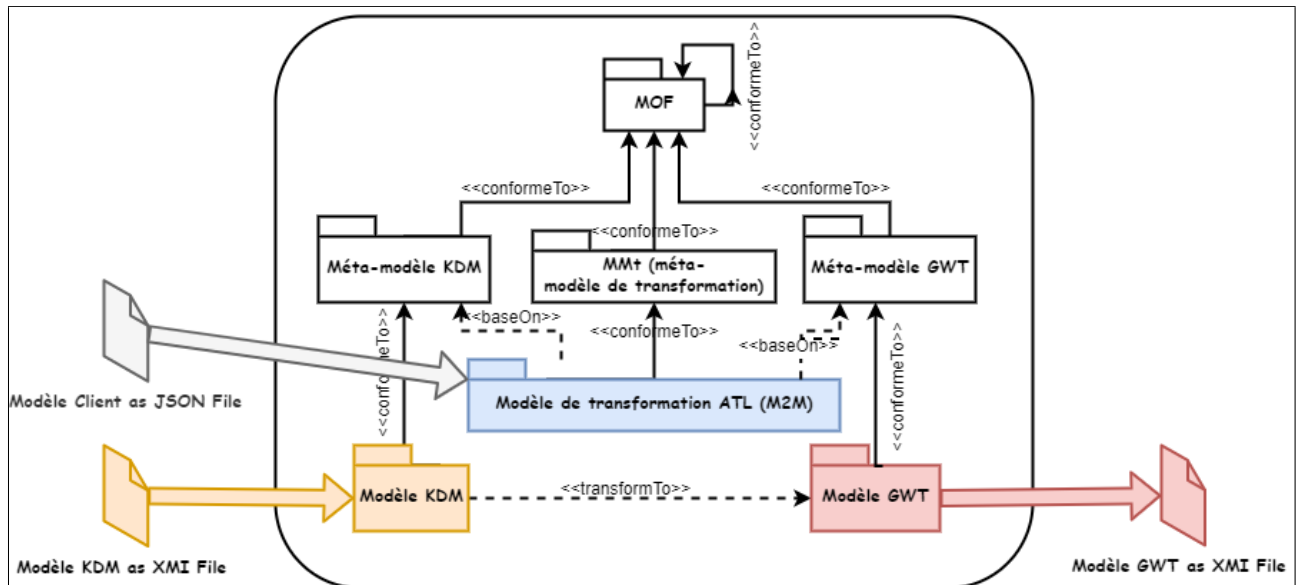 <<conformeTo>>
MOF
<<conformeTo>>
<<conformeTo>>
<<conformeTo>>
Méta-modèle KDM
MMt (méta-
modèle de transformation)
Méta-modèle GWT
<<baseOn>>
<<conformeTo>>
<<baseOn>>
<<conformeTo>>
<<conformeTo>>
Modèle Client as JSON File
Modèle de transformation ATL (M2M)
Modèle KDM
<<transformTo>>
Modèle GWT
Modèle KDM as XMI File
Modèle GWT as XMI File